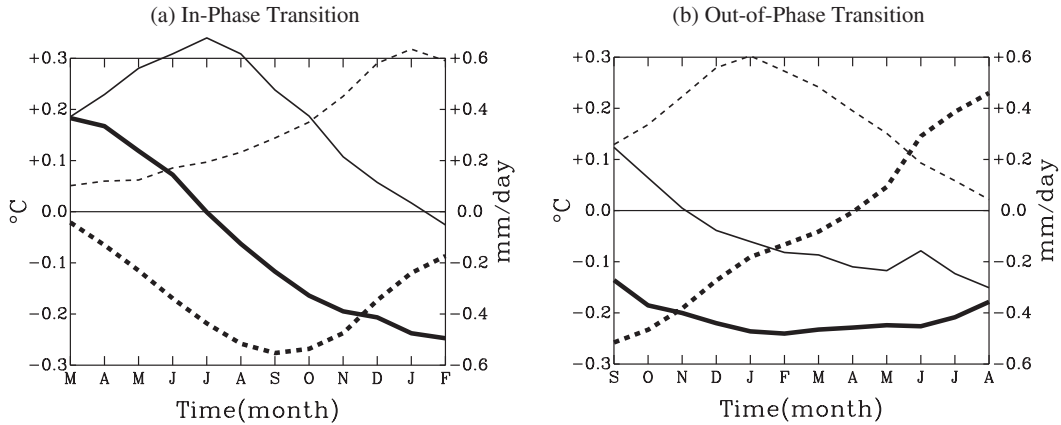 (a) In-Phase Transition
+0.3
+0.2
+0.1
0.0
−0.1
−0.2
−0.3
°C
+0.6
+0.4
+0.2
0.0
−0.2
−0.4
−0.6
mm/day
M A M J J A S O N D J F
Time(month)
(b) Out-of-Phase Transition
+0.3
+0.2
+0.1
0.0
−0.1
−0.2
−0.3
°C
+0.6
+0.4
+0.2
0.0
−0.2
−0.4
−0.6
mm/day
S O N D J F M A M J J A
Time(month)